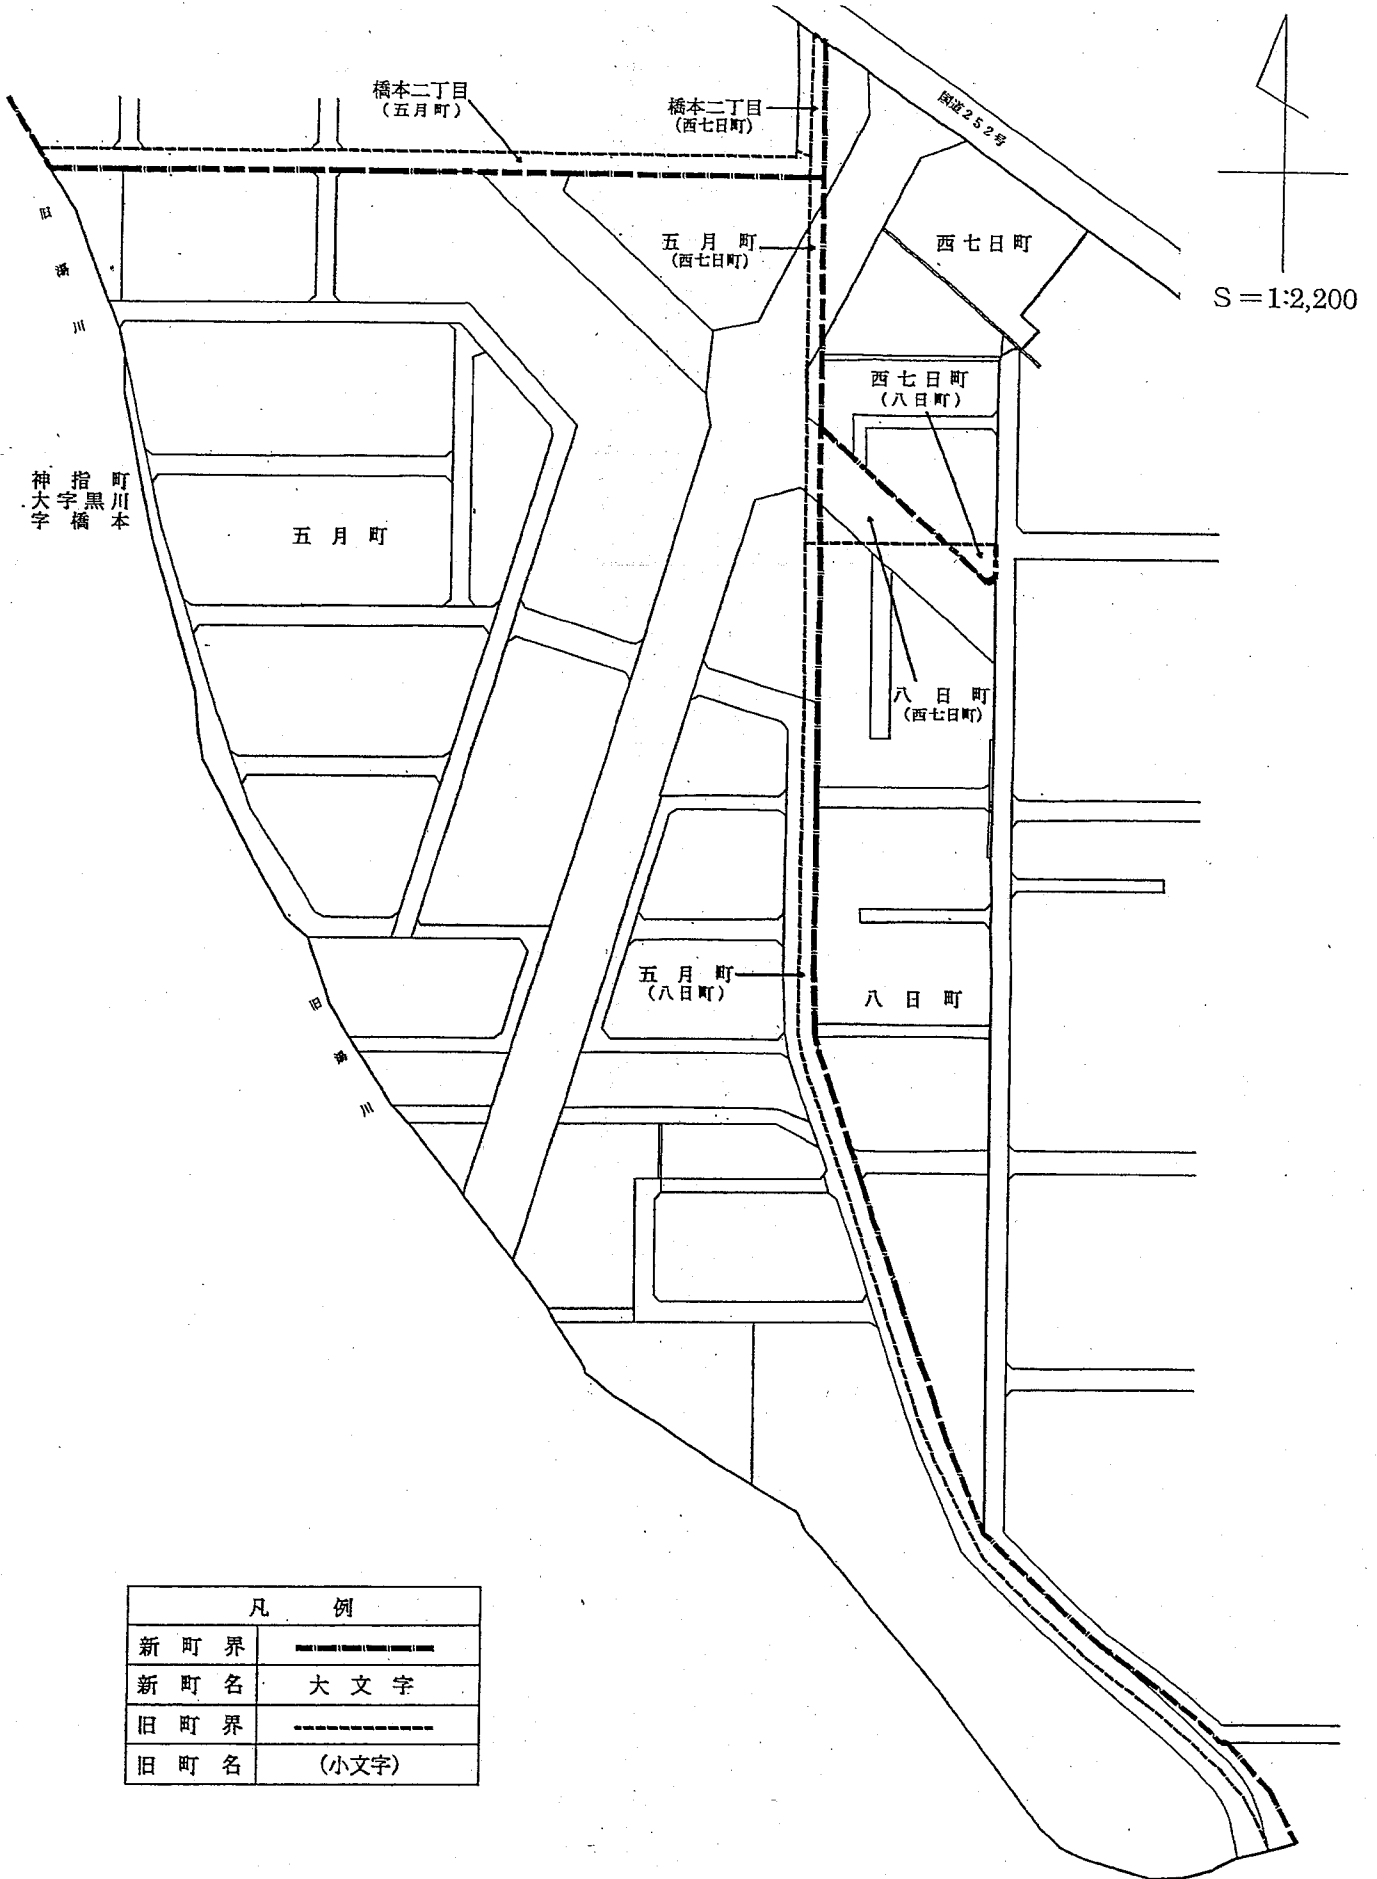 橋本二丁目
(五月町)
橋本二丁目
(西七日町)
国道252号
S=1:2,200
旧
湯
川
五月町
(西七日町)
西七日町
西七日町
(八日町)
神指町
大字黒川
字橋本
五月町
八日町
(西七日町)
五月町
(八日町)
八日町
旧
湯
川
凡例
新町界
新町名 大文字
旧町界
旧町名 (小文字)